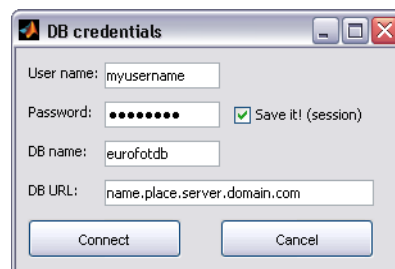 DB credentials
User name: myusername
Password: ●●●●●●●● Save it! (session)
DB name: eurofotdb
DB URL: name.place.server.domain.com
Connect Cancel